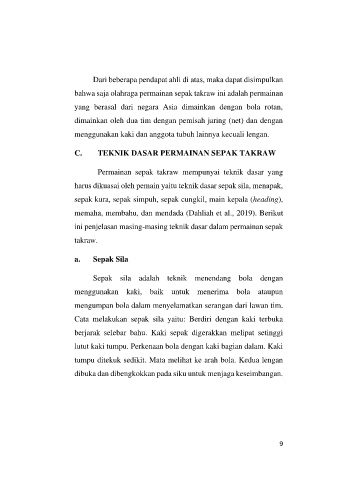 Dari beberapa pendapat ahli di atas, maka dapat disimpulkan
bahwa saja olahraga permainan sepak takraw ini adalah permainan
yang berasal dari negara Asia dimainkan dengan bola rotan,
dimainkan oleh dua tim dengan pemisah juring (net) dan dengan
menggunakan kaki dan anggota tubuh lainnya kecuali lengan.
C. TEKNIK DASAR PERMAINAN SEPAK TAKRAW
Permainan sepak takraw mempunyai teknik dasar yang
harus dikuasai oleh pemain yaitu teknik dasar sepak sila, menapak,
sepak kura, sepak simpuh, sepak cungkil, main kepala (heading),
memaha, membahu, dan mendada (Dahliah et al., 2019). Berikut
ini penjelasan masing-masing teknik dasar dalam permainan sepak
takraw.
a. Sepak Sila
Sepak sila adalah teknik menendang bola dengan
menggunakan kaki, baik untuk menerima bola ataupun
mengumpan bola dalam menyelamatkan serangan dari lawan tim.
Cata melakukan sepak sila yaitu: Berdiri dengan kaki terbuka
berjarak selebar bahu. Kaki sepak digerakkan melipat setinggi
lutut kaki tumpu. Perkenaan bola dengan kaki bagian dalam. Kaki
tumpu ditekuk sedikit. Mata melihat ke arah bola. Kedua lengan
dibuka dan dibengkokkan pada siku untuk menjaga keseimbangan.
9